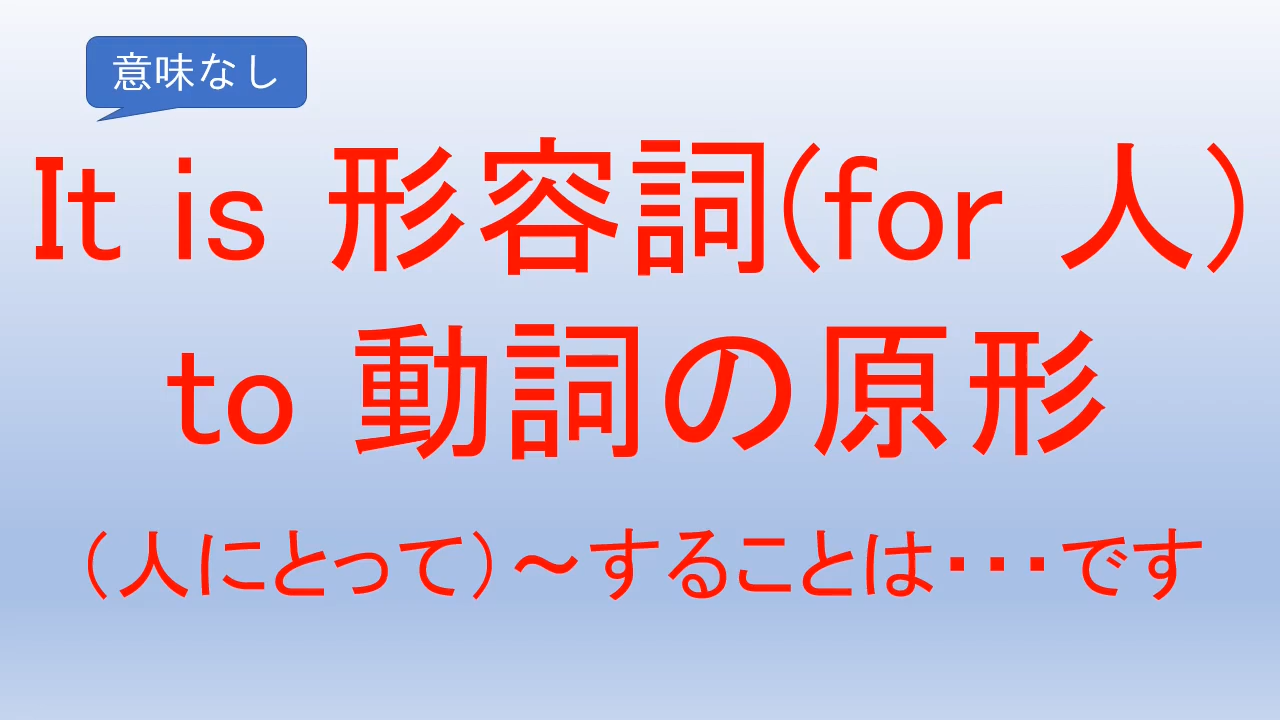 意味なし
It is 形容詞(for 人)
to 動詞の原形
(人にとって)～することは・・・です